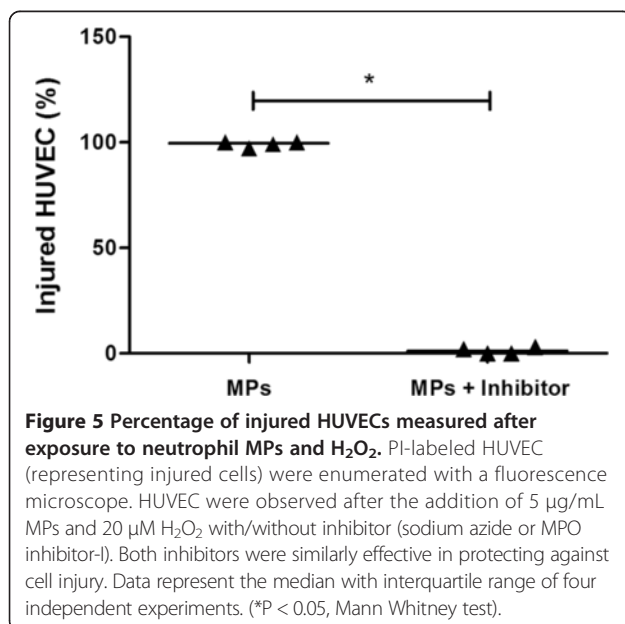 150
*
100
50
0
Injured HUVEC (%)
MPs MPs + Inhibitor
Figure 5 Percentage of injured HUVECs measured after
exposure to neutrophil MPs and H₂O₂. PI-labeled HUVEC
(representing injured cells) were enumerated with a fluorescence
microscope. HUVEC were observed after the addition of 5 μg/mL
MPs and 20 μM H₂O₂ with/without inhibitor (sodium azide or MPO
inhibitor-I). Both inhibitors were similarly effective in protecting against
cell injury. Data represent the median with interquartile range of four
independent experiments. (*P < 0.05, Mann Whitney test).